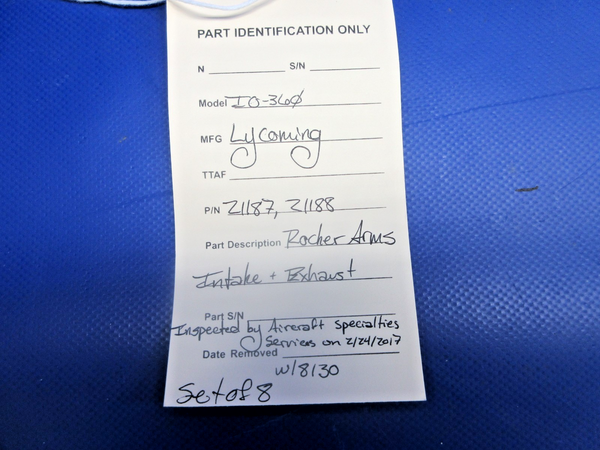 PART IDENTIFICATION ONLY
N S/N
Model IO-360
MFG Lycoming
TTAF
P/N 21187, 21188
Part Description Rocker Arms
Intake + Exhaust
Part S/N
Inspected by Aircraft Specialties
Services on 2/24/2017
Date Removed
w/8130
Set of 8